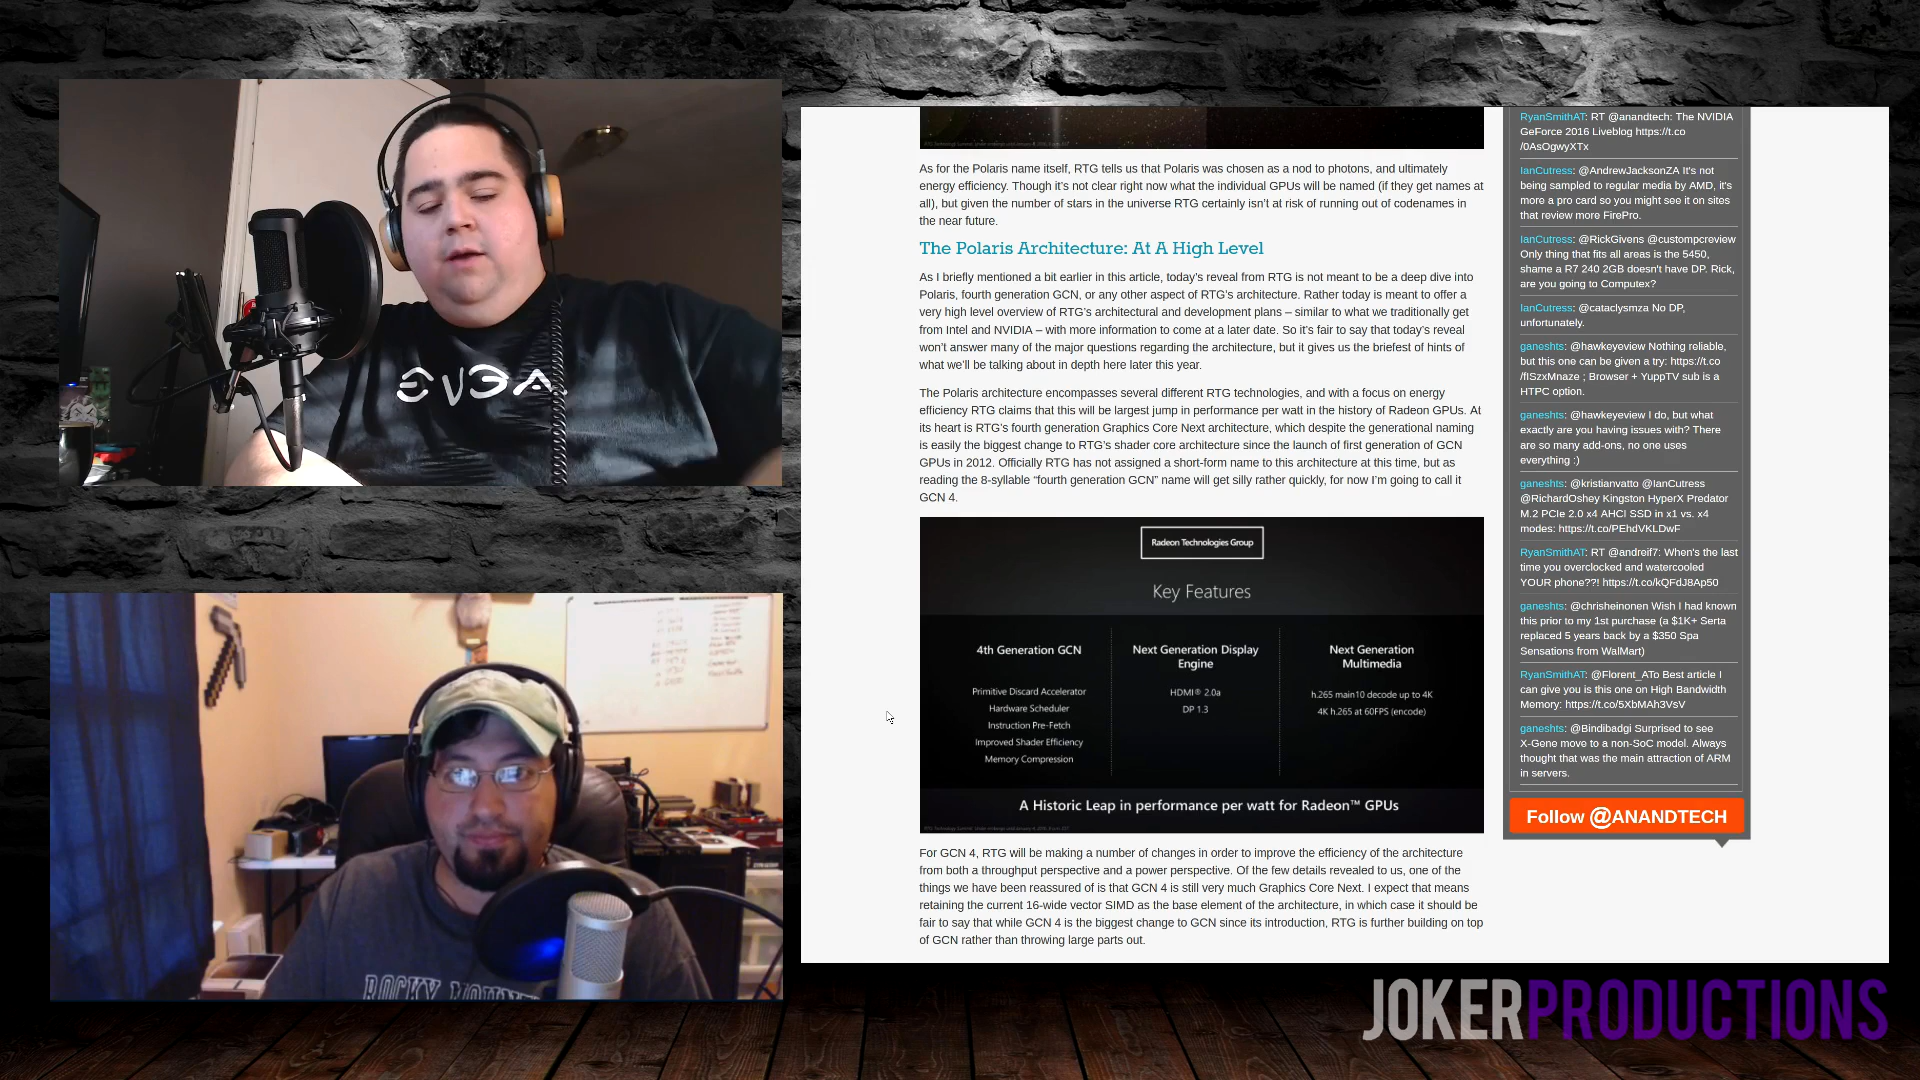 EVGA
ROCKY MOUNT
As for the Polaris name itself, RTG tells us that Polaris was chosen as a nod to photons, and ultimately
energy efficiency. Though it's not clear right now what the individual GPUs will be named (if they get names at
all), but given the number of stars in the universe RTG certainly isn't at risk of running out of codenames in
the near future.
The Polaris Architecture: At A High Level
As I briefly mentioned a bit earlier in this article, today's reveal from RTG is not meant to be a deep dive into
Polaris, fourth generation GCN, or any other aspect of RTG's architecture. Rather today is meant to offer a
very high level overview of RTG's architectural and development plans – similar to what we traditionally get
from Intel and NVIDIA – with more information to come at a later date. So it's fair to say that today's reveal
won't answer many of the major questions regarding the architecture, but it gives us the briefest of hints of
what we'll be talking about in depth here later this year.
The Polaris architecture encompasses several different RTG technologies, and with a focus on energy
efficiency RTG claims that this will be largest jump in performance per watt in the history of Radeon GPUs. At
its heart is RTG's fourth generation Graphics Core Next architecture, which despite the generational naming
is easily the biggest change to RTG's shader core architecture since the launch of first generation of GCN
GPUs in 2012. Officially RTG has not assigned a short-form name to this architecture at this time, but as
reading the 8-syllable “fourth generation GCN” name will get silly rather quickly, for now I'm going to call it
GCN 4.
Radeon Technologies Group
Key Features
4th Generation GCN
Primitive Discard Accelerator
Hardware Scheduler
Instruction Pre-Fetch
Improved Shader Efficiency
Memory Compression
Next Generation Display
Engine
HDMI® 2.0a
DP 1.3
Next Generation
Multimedia
h.265 main10 decode up to 4K
4K h.265 at 60FPS (encode)
A Historic Leap in performance per watt for Radeon™ GPUs
For GCN 4, RTG will be making a number of changes in order to improve the efficiency of the architecture
from both a throughput perspective and a power perspective. Of the few details revealed to us, one of the
things we have been reassured of is that GCN 4 is still very much Graphics Core Next. I expect that means
retaining the current 16-wide vector SIMD as the base element of the architecture, in which case it should be
fair to say that while GCN 4 is the biggest change to GCN since its introduction, RTG is further building on top
of GCN rather than throwing large parts out.
RyanSmithAT: RT @anandtech: The NVIDIA
GeForce 2016 Liveblog https://t.co
/0AsOgwyXTx
IanCutress: @AndrewJacksonZA It's not
being sampled to regular media by AMD, it's
more a pro card so you might see it on sites
that review more FirePro.
IanCutress: @RickGivens @custompcreview
Only thing that fits all areas is the 5450,
shame a R7 240 2GB doesn't have DP. Rick,
are you going to Computex?
IanCutress: @cataclysmza No DP,
unfortunately.
ganeshts: @hawkeyeview Nothing reliable,
but this one can be given a try: https://t.co
/fISzxMnaze ; Browser + YuppTV sub is a
HTPC option.
ganeshts: @hawkeyeview I do, but what
exactly are you having issues with? There
are so many add-ons, no one uses
everything :)
ganeshts: @kristianvatto @IanCutress
@RichardOshey Kingston HyperX Predator
M.2 PCIe 2.0 x4 AHCI SSD in x1 vs. x4
modes: https://t.co/PEhdVKLDwF
RyanSmithAT: RT @andreif7: When's the last
time you overclocked and watercooled
YOUR phone??! https://t.co/kQFdJ8Ap50
ganeshts: @chrisheinonen Wish I had known
this prior to my 1st purchase (a $1K+ Serta
replaced 5 years back by a $350 Spa
Sensations from WalMart)
RyanSmithAT: @Florent_ATo Best article I
can give you is this one on High Bandwidth
Memory: https://t.co/5XbMAh3VsV
ganeshts: @Bindibadgi Surprised to see
X-Gene move to a non-SoC model. Always
thought that was the main attraction of ARM
in servers.
Follow @ANANDTECH
JOKERPRODUCTIONS